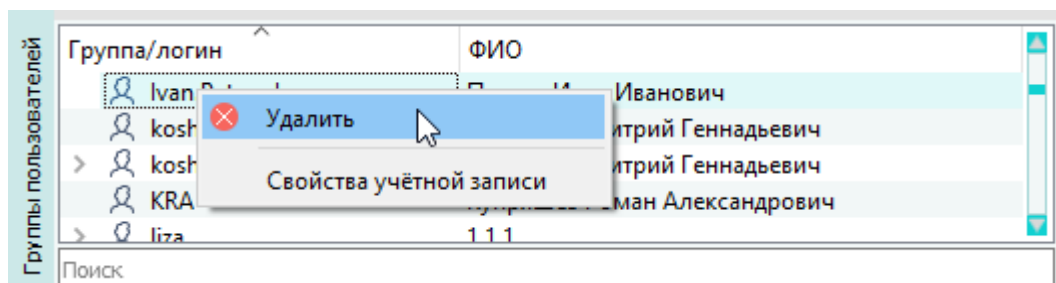 Группы пользователей
Группа/логин ФИО
Ivan Иванович
Удалить
kosh итрий Геннадьевич
kosh итрий Геннадьевич
Свойства учётной записи
KRA ман Александрович
liza 1 1 1
Поиск